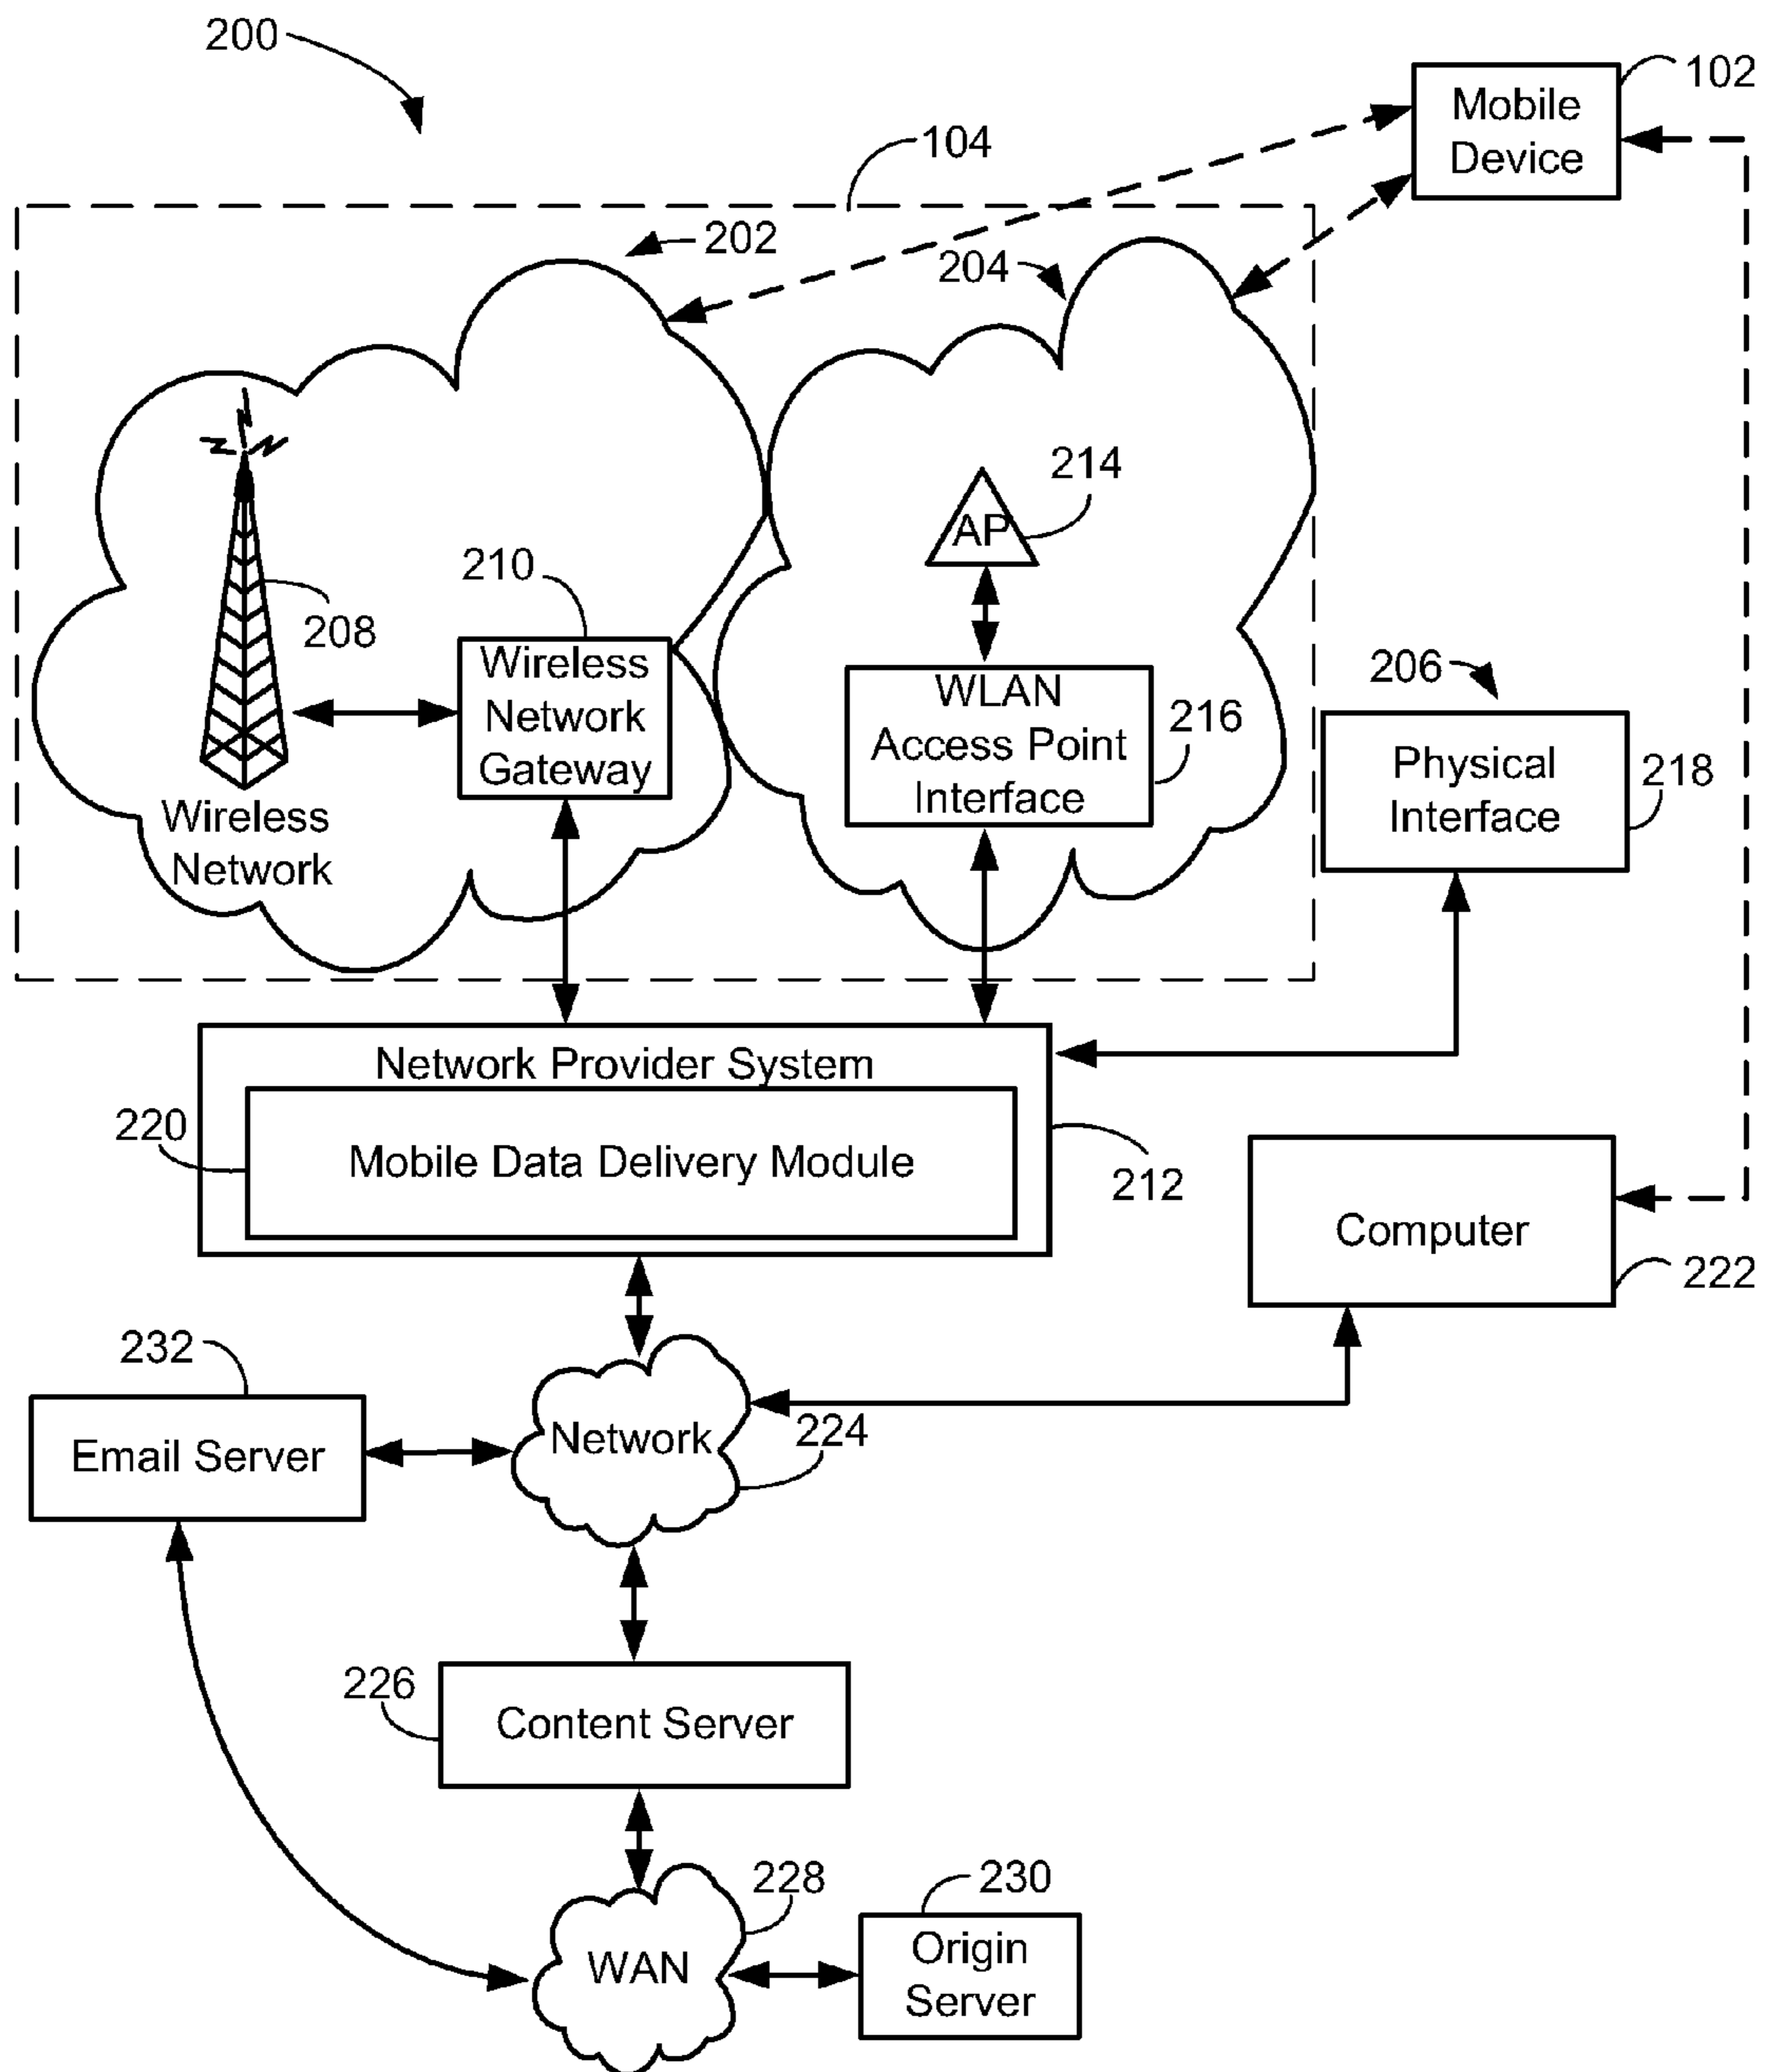 200
102
Mobile
Device
104
202
204
214
AP
210
208
Wireless
Network
Gateway
WLAN
Access Point
Interface
216
206
Physical
Interface
218
Wireless
Network
Network Provider System
220
Mobile Data Delivery Module
212
Computer
222
232
Email Server
Network
224
226
Content Server
228
230
WAN
Origin
Server